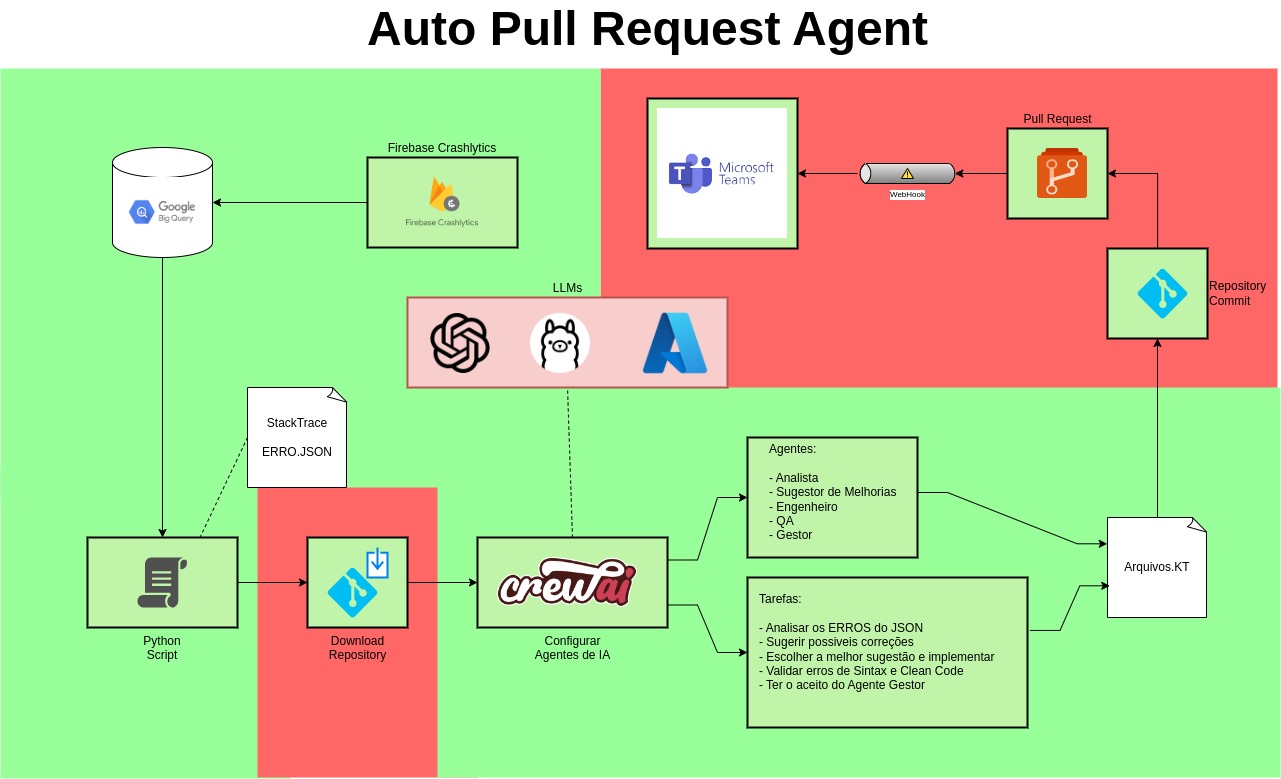 Auto Pull Request Agent
Firebase Crashlytics
Google
Big Query
Firebase Crashlytics
Microsoft
Teams
WebHook
Pull Request
Repository
Commit
LLMs
StackTrace
ERRO.JSON
Python
Script
Download
Repository
crewai
Configurar
Agentes de IA
Agentes:
- Analista
- Sugestor de Melhorias
- Engenheiro
- QA
- Gestor
Tarefas:
- Analisar os ERROS do JSON
- Sugerir possiveis correções
- Escolher a melhor sugestão e implementar
- Validar erros de Sintax e Clean Code
- Ter o aceito do Agente Gestor
Arquivos.KT